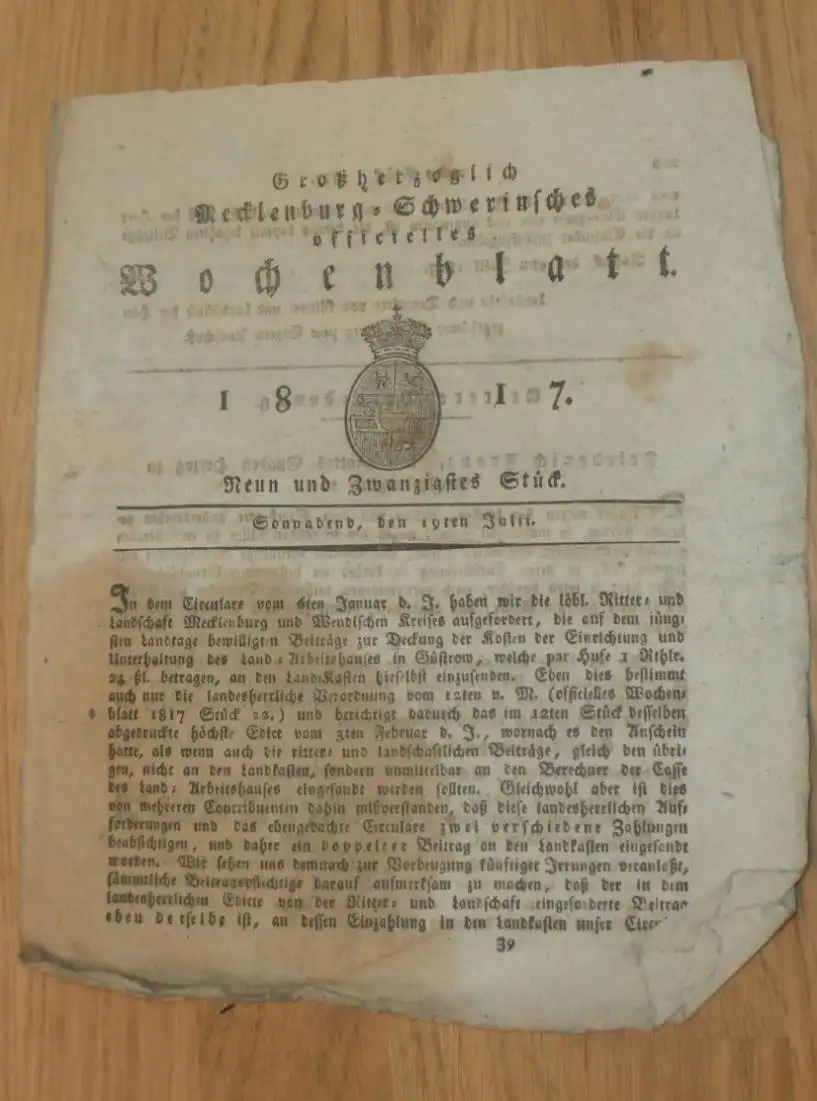 Großherzoglich
Mecklenburg-Schwerinsches
officielles
Wochenblatt.
1817.
Neun und Zwanzigstes Stück.
Sonnabend, den 19ten Julii.
In dem Circulare vom 6ten Januar d. J. haben wir die löbl. Ritter- und
Landschaft Mecklenburg und Wendischen Kreises aufgefordert, die auf dem jüng-
sten Landtage bewilligten Beiträge zur Deckung der Kosten der Einrichtung und
Unterhaltung des Land-Arbeitshauses in Güstrow, welche par Hufe 1 Rthlr.
24 ßl. betragen, an den Land-Kasten hieselbst einzusenden. Eben dies bestimmt
auch nur die landesherrliche Verordnung vom 12ten v. M. (officielles Wochen-
blatt 1817 Stück 22.) und berichtigt dadurch das im 12ten Stück desselben
abgedruckte höchste Edict vom 3ten Februar d. J., wornach es den Anschein
hatte, als wenn auch die ritter- und landschaftlichen Beiträge, gleich den übri-
gen, nicht an den Landkasten, sondern unmittelbar an den Berechner der Casse
des Land-Arbeitshauses eingesandt werden sollten. Gleichwohl aber ist dies
von mehreren Contribuenten dahin mißverstanden, daß diese landesherrlichen Auf-
forderungen und das ebengedachte Circulare zwei verschiedene Zahlungen
beabsichtigen, und daher ein doppelter Beitrag an den Landkasten eingesandt
worden. Wir sehen uns demnach zur Vorbeugung künftiger Irrungen veranlaßt,
sämmtliche Beitragspflichtige darauf aufmerksam zu machen, daß der in dem
landesherrlichen Edicte von der Ritter- und Landschaft eingeforderte Beitrag
eben derselbe ist, an dessen Einzahlung in den Landkasten unser
39